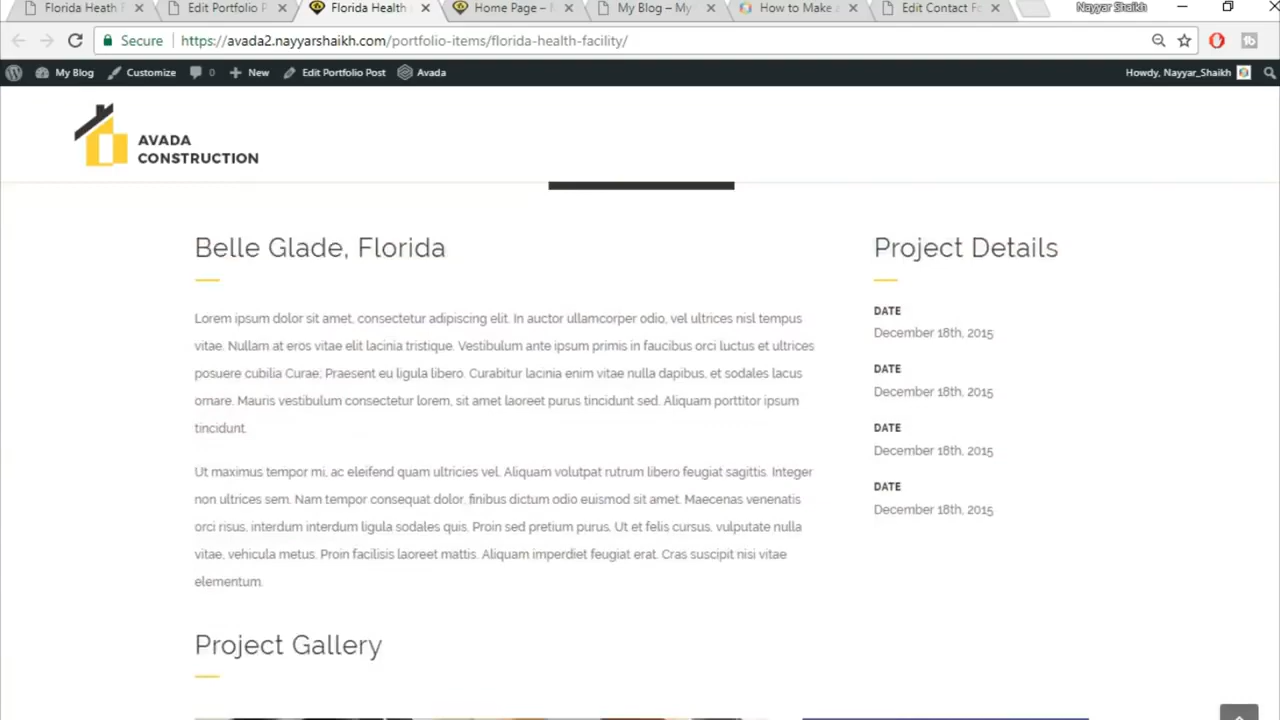 Florida Heath F
Edit Portfolio P
Florida Health
Home Page –
My Blog – My
How to Make
Edit Contact Fo
Nayyar Shaikh
Secure https://avada2.nayyarshaikh.com/portfolio-items/florida-health-facility/
My Blog Customize 0 New Edit Portfolio Post Avada Howdy, Nayyar_Shaikh
AVADA
CONSTRUCTION
Belle Glade, Florida
Lorem ipsum dolor sit amet, consectetur adipiscing elit. In auctor ullamcorper odio, vel ultrices nisl tempus
vitae. Nullam at eros vitae elit lacinia tristique. Vestibulum ante ipsum primis in faucibus orci luctus et ultrices
posuere cubilia Curae; Praesent eu ligula libero. Curabitur lacinia enim vitae nulla dapibus, et sodales lacus
ornare. Mauris vestibulum consectetur lorem, sit amet laoreet purus tincidunt sed. Aliquam porttitor ipsum
tincidunt.
Ut maximus tempor mi, ac eleifend quam ultricies vel. Aliquam volutpat rutrum libero feugiat sagittis. Integer
non ultrices sem. Nam tempor consequat dolor, finibus dictum odio euismod sit amet. Maecenas venenatis
orci risus, interdum interdum ligula sodales quis. Proin sed pretium purus. Ut et felis cursus, vulputate nulla
vitae, vehicula metus. Proin facilisis laoreet mattis. Aliquam imperdiet feugiat erat. Cras suscipit nisi vitae
elementum.
Project Details
DATE
December 18th, 2015
DATE
December 18th, 2015
DATE
December 18th, 2015
DATE
December 18th, 2015
Project Gallery